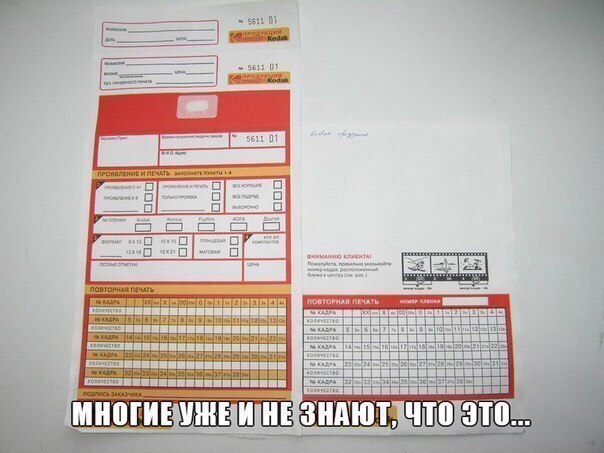 ФАМИЛИЯ
№ 5611 01
ДАТА ЦЕНА
ПРОДУКЦИЯ
Kodak
ФАМИЛИЯ
№ 5611 01
ВРЕМЯ ЦЕНА
ПРОДУКЦИЯ
Kodak
ТЕЛ. ПРИЕМНОГО ПУНКТА
Магазин/Пункт Время получения/выдачи заказа № 5611 01
Ф.И.О. Адрес
ПРОЯВЛЕНИЕ И ПЕЧАТЬ ЗАПОЛНИТЕ ПУНКТЫ 1-4
ПРОЯВЛЕНИЕ С-41 ПРОЯВЛЕНИЕ И ПЕЧАТЬ ВСЕ ХОРОШИЕ
ПРОЯВЛЕНИЕ Е-6 ТОЛЬКО ПРОЯВКА ВСЕ ПОДРЯД
ВЫБОРОЧНО
№ ПЛЕНКИ Kodak Konica Fujifilm AGFA Другая
ФОРМАТ 9 X 13 10 X 15 ГЛЯНЦЕВАЯ КОЛ-ВО КОМПЛЕКТОВ
13 X 18 15 X 21 МАТОВАЯ
ОСОБЫЕ ОТМЕТКИ ЦЕНА
ПОВТОРНАЯ ПЕЧАТЬ
№ КАДРА XX X 00 0 1 2 3 4
КОЛИЧЕСТВО
№ КАДРА 5 6 7 8 9 10 11 12 13
КОЛИЧЕСТВО
№ КАДРА 14 15 16 17 18 19 20 21 22
КОЛИЧЕСТВО
№ КАДРА 23 24 25 26 27 28 29 30 31
КОЛИЧЕСТВО
№ КАДРА 32 33 34 35 36 37 38
КОЛИЧЕСТВО
ПОДПИСЬ ЗАКАЗЧИКА
Kodak
ВНИМАНИЮ КЛИЕНТА!
Пожалуйста, правильно указывайте
номер кадра, расположенный
ближе к центру (см. рис.)
ПОВТОРНАЯ ПЕЧАТЬ НОМЕР ПЛЕНКИ
№ КАДРА XX X 00 0 1 2 3 4
КОЛИЧЕСТВО
№ КАДРА 5 6 7 8 9 10 11 12 13
КОЛИЧЕСТВО
№ КАДРА 14 15 16 17 18 19 20 21 22
КОЛИЧЕСТВО
№ КАДРА 23 24 25 26 27 28 29 30 31
КОЛИЧЕСТВО
№ КАДРА 32 33 34 35 36 37 38
КОЛИЧЕСТВО
МНОГИЕ УЖЕ И НЕ ЗНАЮТ, ЧТО ЭТО...